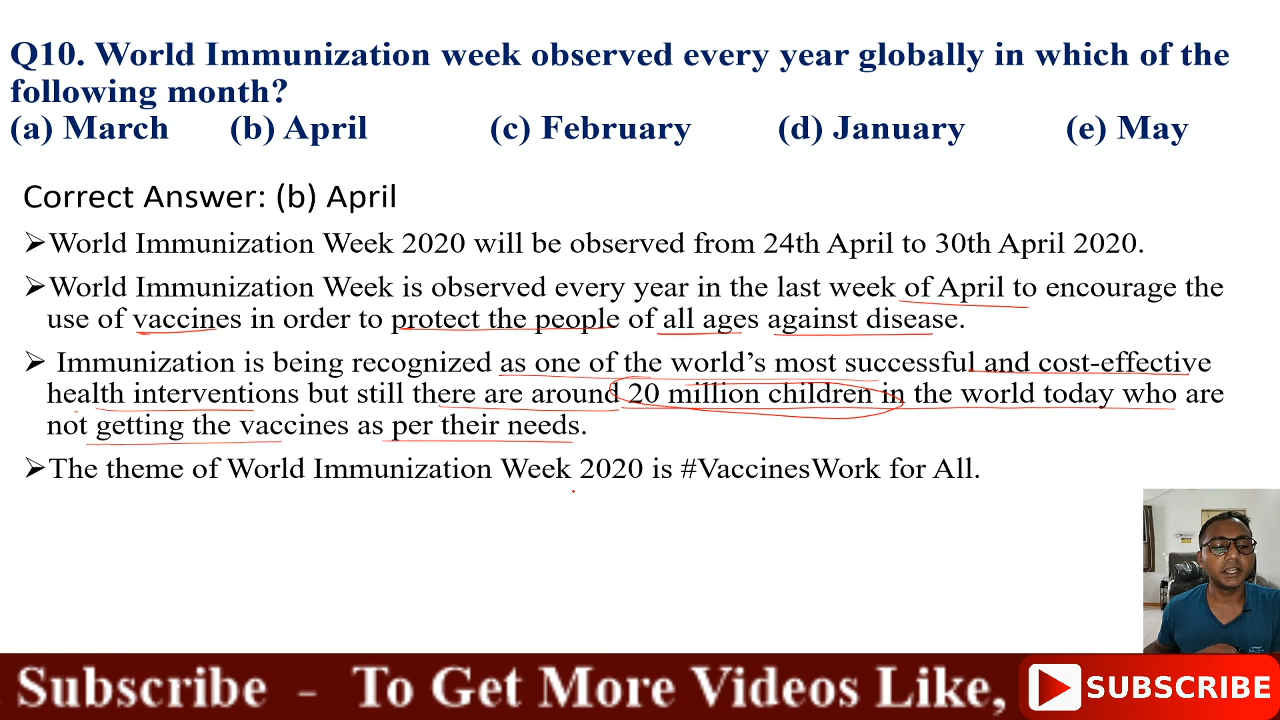 Q10. World Immunization week observed every year globally in which of the
following month?
(a) March (b) April (c) February (d) January (e) May
Correct Answer: (b) April
➢World Immunization Week 2020 will be observed from 24th April to 30th April 2020.
➢World Immunization Week is observed every year in the last week of April to encourage the
use of vaccines in order to protect the people of all ages against disease.
➢ Immunization is being recognized as one of the world's most successful and cost-effective
health interventions but still there are around 20 million children in the world today who are
not getting the vaccines as per their needs.
➢The theme of World Immunization Week 2020 is #VaccinesWork for All.
Subscribe - To Get More Videos Like, SUBSCRIBE